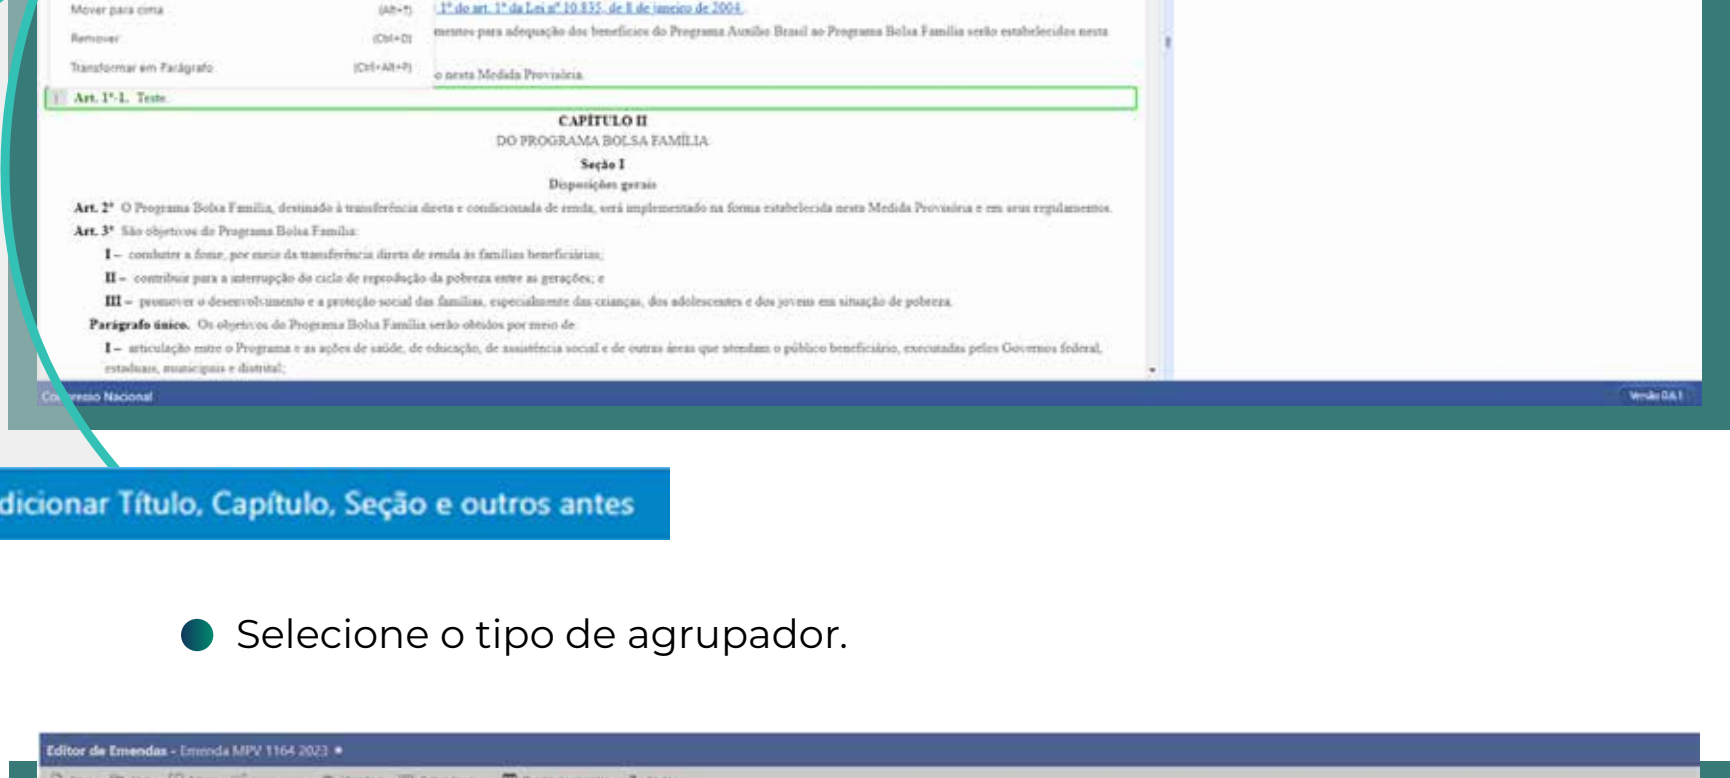 Mover para cima (Alt+↑) 1º do art. 1º da Lei nº 10.835, de 8 de janeiro de 2004.
Remover (Ctrl+D) mentos para adequação dos benefícios do Programa Auxílio Brasil ao Programa Bolsa Família serão estabelecidos nesta
Transformar em Parágrafo (Ctrl+Alt+P) o nesta Medida Provisória.
Art. 1º-1. Teste.
CAPÍTULO II
DO PROGRAMA BOLSA FAMÍLIA
Seção I
Disposições gerais
Art. 2º O Programa Bolsa Família, destinado à transferência direta e condicionada de renda, será implementado na forma estabelecida nesta Medida Provisória e em seus regulamentos.
Art. 3º São objetivos do Programa Bolsa Família:
I – combater a fome, por meio da transferência direta de renda às famílias beneficiárias;
II – contribuir para a interrupção do ciclo de reprodução da pobreza entre as gerações; e
III – promover o desenvolvimento e a proteção social das famílias, especialmente das crianças, dos adolescentes e dos jovens em situação de pobreza.
Parágrafo único. Os objetivos do Programa Bolsa Família serão obtidos por meio de:
I – articulação entre o Programa e as ações de saúde, de educação, de assistência social e de outras áreas que atendam o público beneficiário, executadas pelos Governos federal,
estaduais, municipais e distrital;
Congresso Nacional Versão 0.6.1
dicionar Título, Capítulo, Seção e outros antes
Selecione o tipo de agrupador.
Editor de Emendas - Emenda MPV 1164 2023